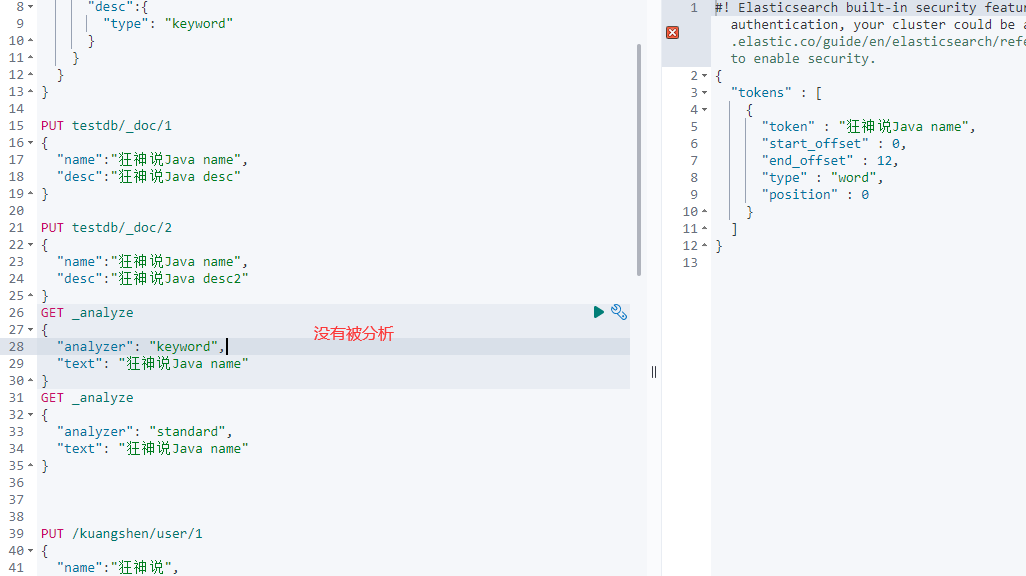 8 "desc":{
9 "type": "keyword"
10 }
11 }
12 }
13 }
14
15 PUT testdb/_doc/1
16 {
17 "name":"狂神说Java name",
18 "desc":"狂神说Java desc"
19 }
20
21 PUT testdb/_doc/2
22 {
23 "name":"狂神说Java name",
24 "desc":"狂神说Java desc2"
25 }
26 GET _analyze
27 {
没有被分析
28 "analyzer": "keyword",
29 "text": "狂神说Java name"
30 }
31 GET _analyze
32 {
33 "analyzer": "standard",
34 "text": "狂神说Java name"
35 }
36
37
38
39 PUT /kuangshen/user/1
40 {
41 "name":"狂神说",
1 #! Elasticsearch built-in security featur
authentication, your cluster could be a
.elastic.co/guide/en/elasticsearch/refe
to enable security.
2 {
3 "tokens" : [
4 {
5 "token" : "狂神说Java name",
6 "start_offset" : 0,
7 "end_offset" : 12,
8 "type" : "word",
9 "position" : 0
10 }
11 ]
12 }
13